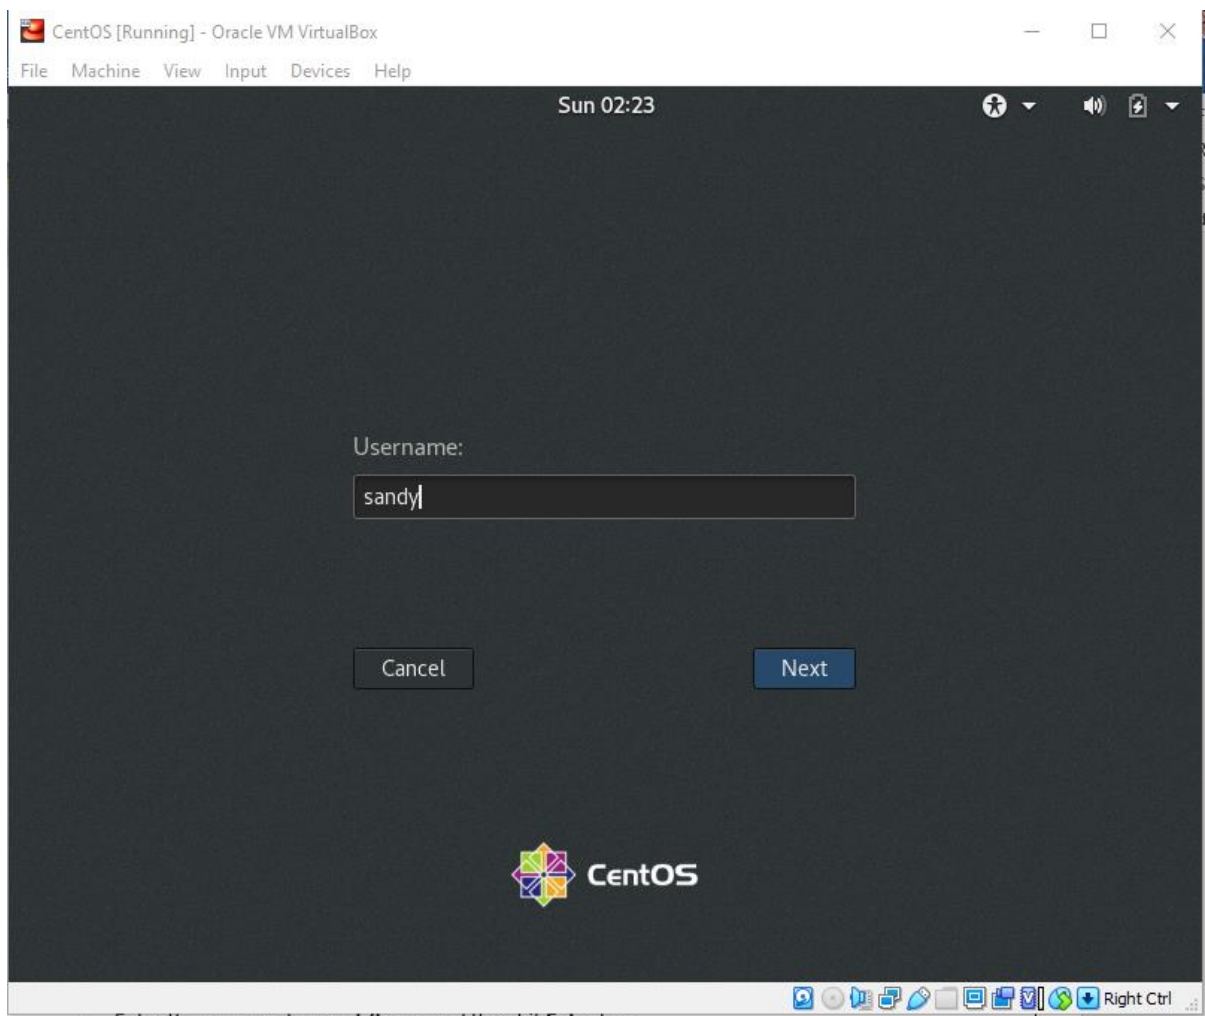 CentOS [Running] - Oracle VM VirtualBox
File Machine View Input Devices Help
Sun 02:23
Username:
sandy
Cancel Next
CentOS
Right Ctrl